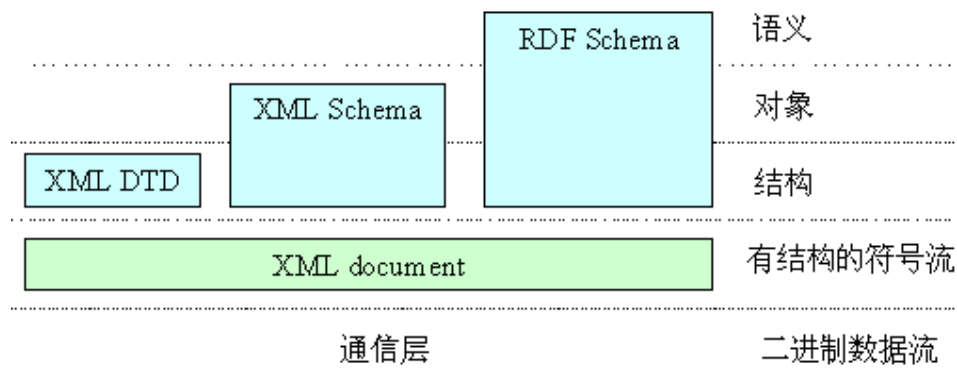 RDF Schema
语义
XML Schema
对象
XML DTD
结构
XML document
有结构的符号流
通信层
二进制数据流